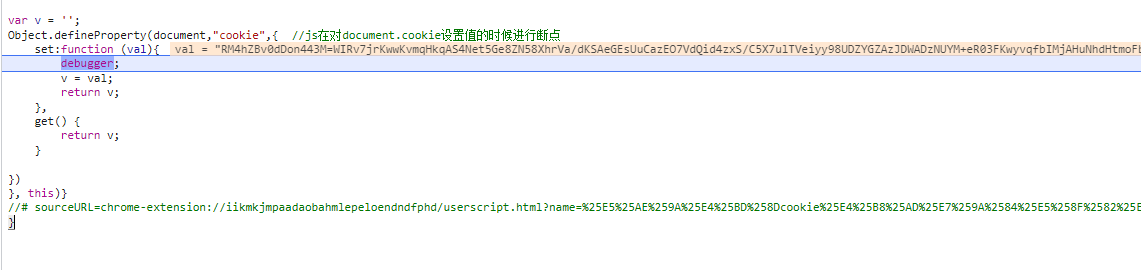 var v = '';
Object.defineProperty(document,"cookie",{  //js在对document.cookie设置值的时候进行断点
    set:function (val){  val = "RM4hZBv0dDon443M=WIRv7jrKwwKvmqHkqAS4Net5Ge8ZN58XhrVa/dKSAeGEsUuCazEO7VdQid4zxS/C5X7ulTVeiyy98UDZYGZAzJDWADzNUYM+eR03FKwyvqfbIMjAHuNhdHtmoFb
        debugger;
        v = val;
        return v;
    },
    get() {
        return v;
    }
})
}, this)}
//# sourceURL=chrome-extension://iikmkjmpaadaobahmlepeloendndfphd/userscript.html?name=%25E5%25AE%259A%25E4%25BD%258Dcookie%25E4%25B8%25AD%25E7%259A%2584%25E5%258F%2582%25E
}